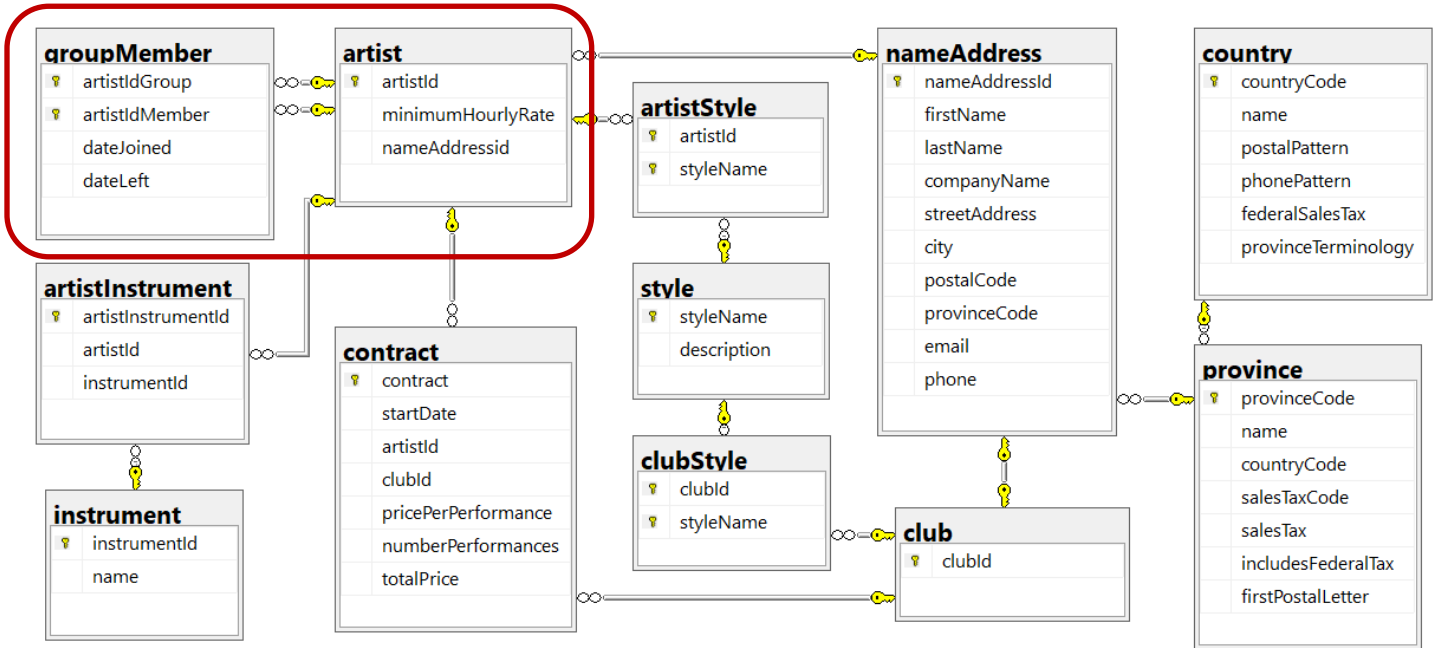 groupMember
artistIdGroup
artistIdMember
dateJoined
dateLeft
artist
artistId
minimumHourlyRate
nameAddressid
artistStyle
artistId
styleName
nameAddress
nameAddressId
firstName
lastName
companyName
streetAddress
city
postalCode
provinceCode
email
phone
country
countryCode
name
postalPattern
phonePattern
federalSalesTax
provinceTerminology
artistInstrument
artistInstrumentId
artistId
instrumentId
contract
contract
startDate
artistId
clubId
pricePerPerformance
numberPerformances
totalPrice
style
styleName
description
province
provinceCode
name
countryCode
salesTaxCode
salesTax
includesFederalTax
firstPostalLetter
instrument
instrumentId
name
clubStyle
clubId
styleName
club
clubId